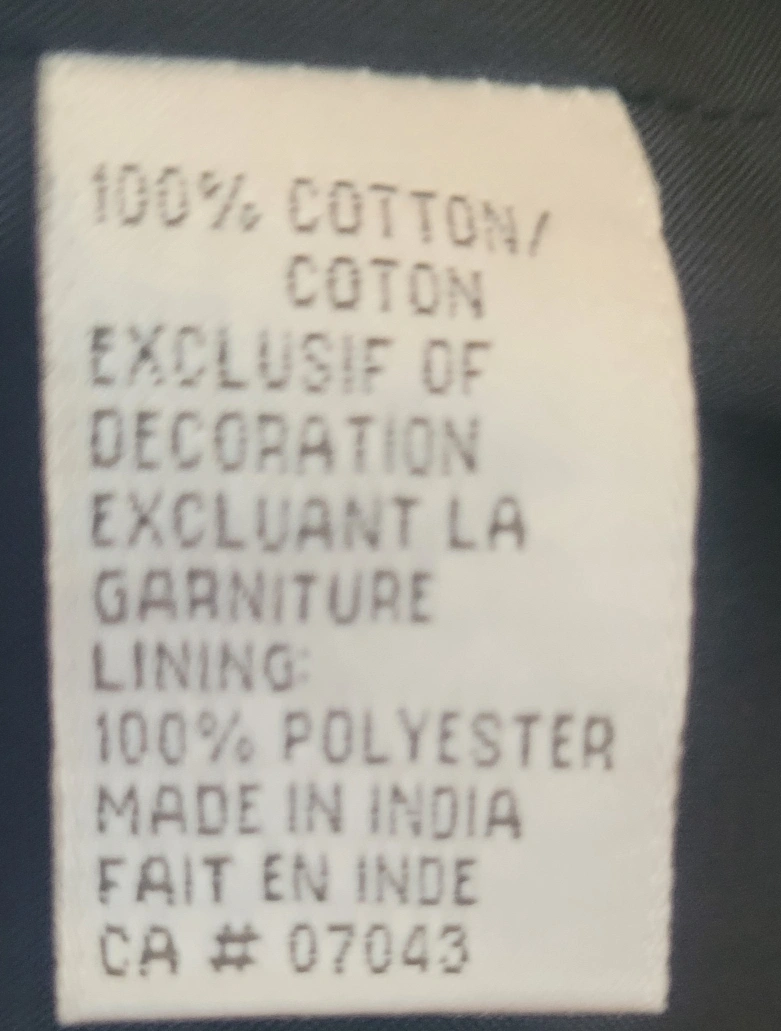 100% COTTON/
COTON
EXCLUSIF OF
DECORATION
EXCLUANT LA
GARNITURE
LINING:
100% POLYESTER
MADE IN INDIA
FAIT EN INDE
CA # 07043